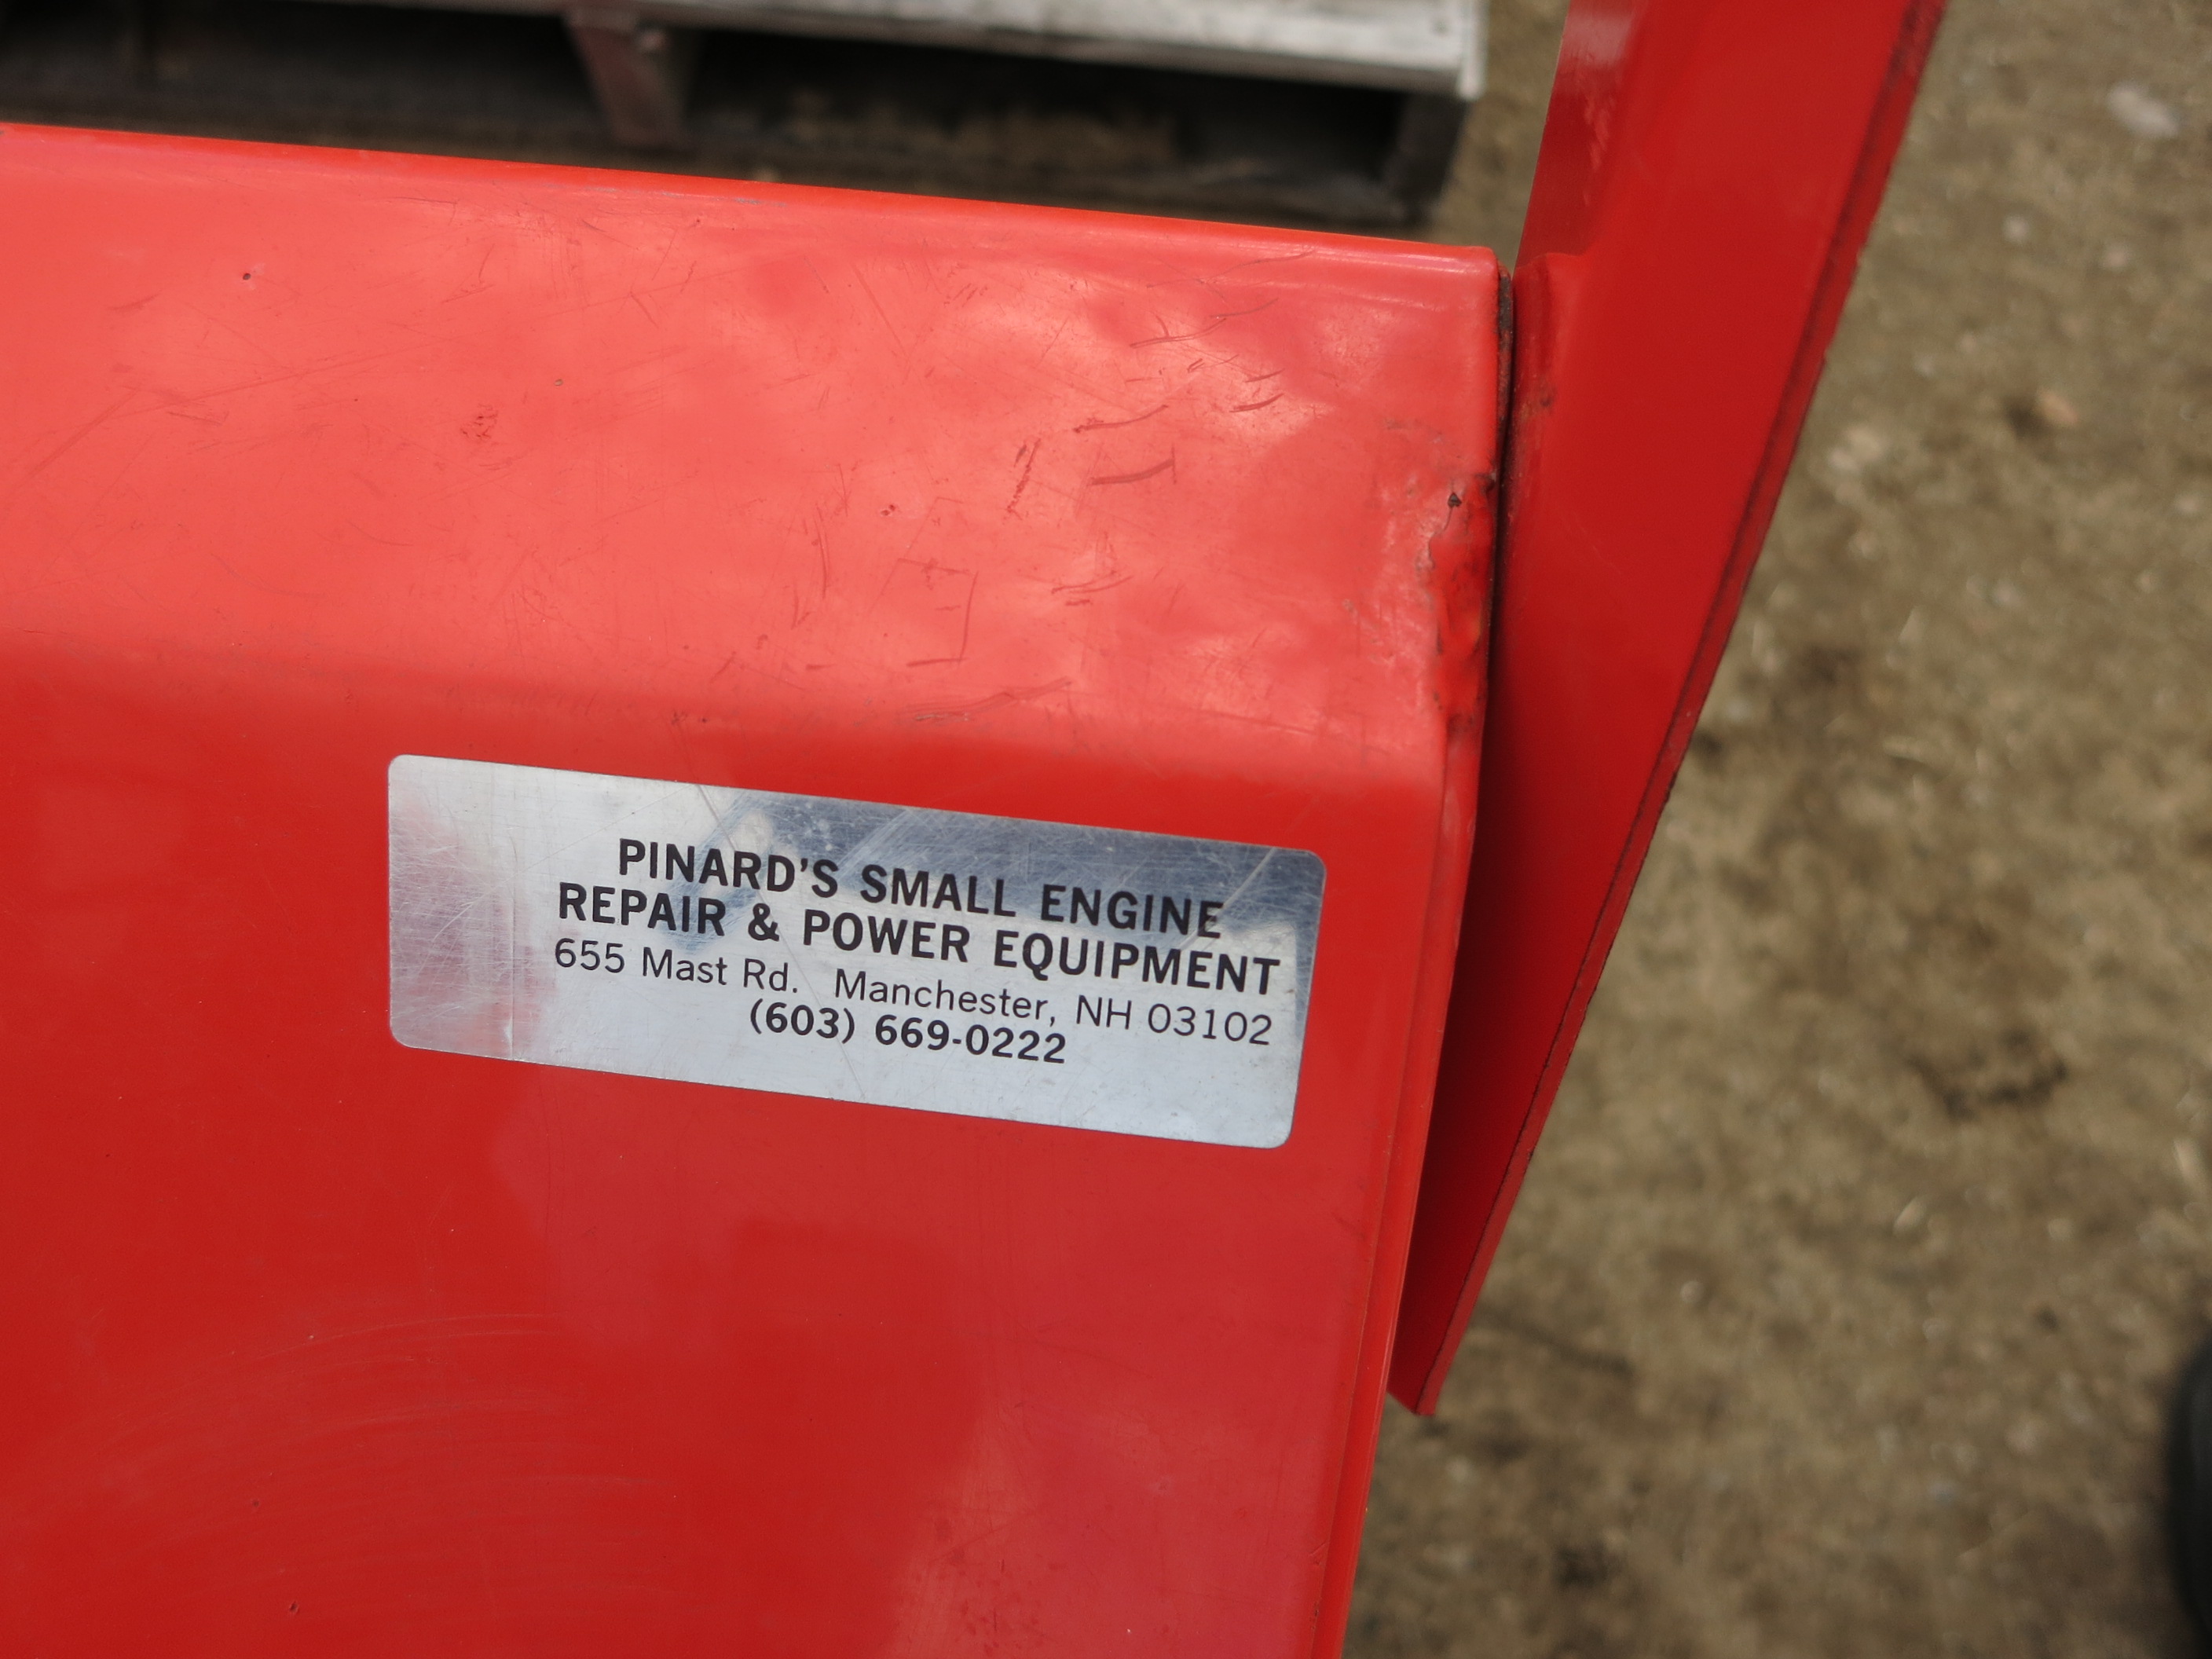 PINARD'S SMALL ENGINE
REPAIR & POWER EQUIPMENT
655 Mast Rd. Manchester, NH 03102
(603) 669-0222